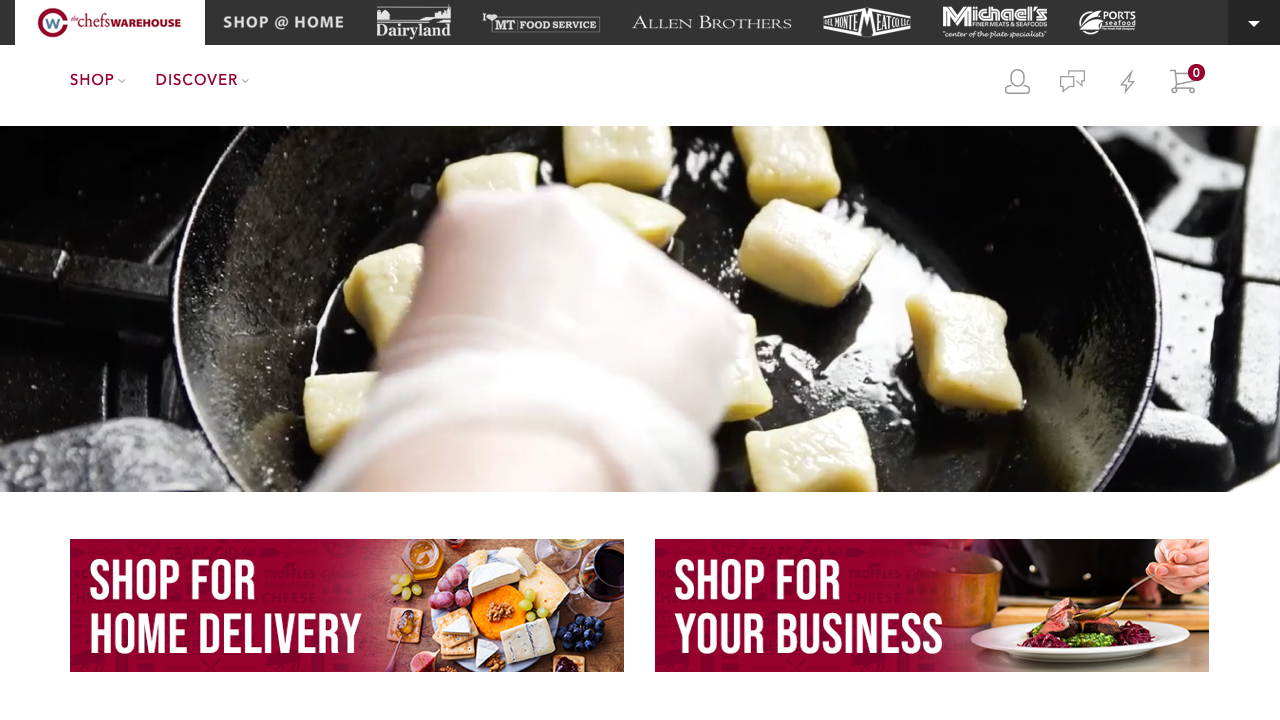 the chefs WAREHOUSE
SHOP @ HOME
Dairyland
I MT FOOD SERVICE
ALLEN BROTHERS
DEL MONTE MEAT CO LLC
Michael's
FINER MEATS & SEAFOODS
"center of the plate specialists"
PORTS
seafood
SHOP
DISCOVER
0
SHOP FOR
HOME DELIVERY
SHOP FOR
YOUR BUSINESS